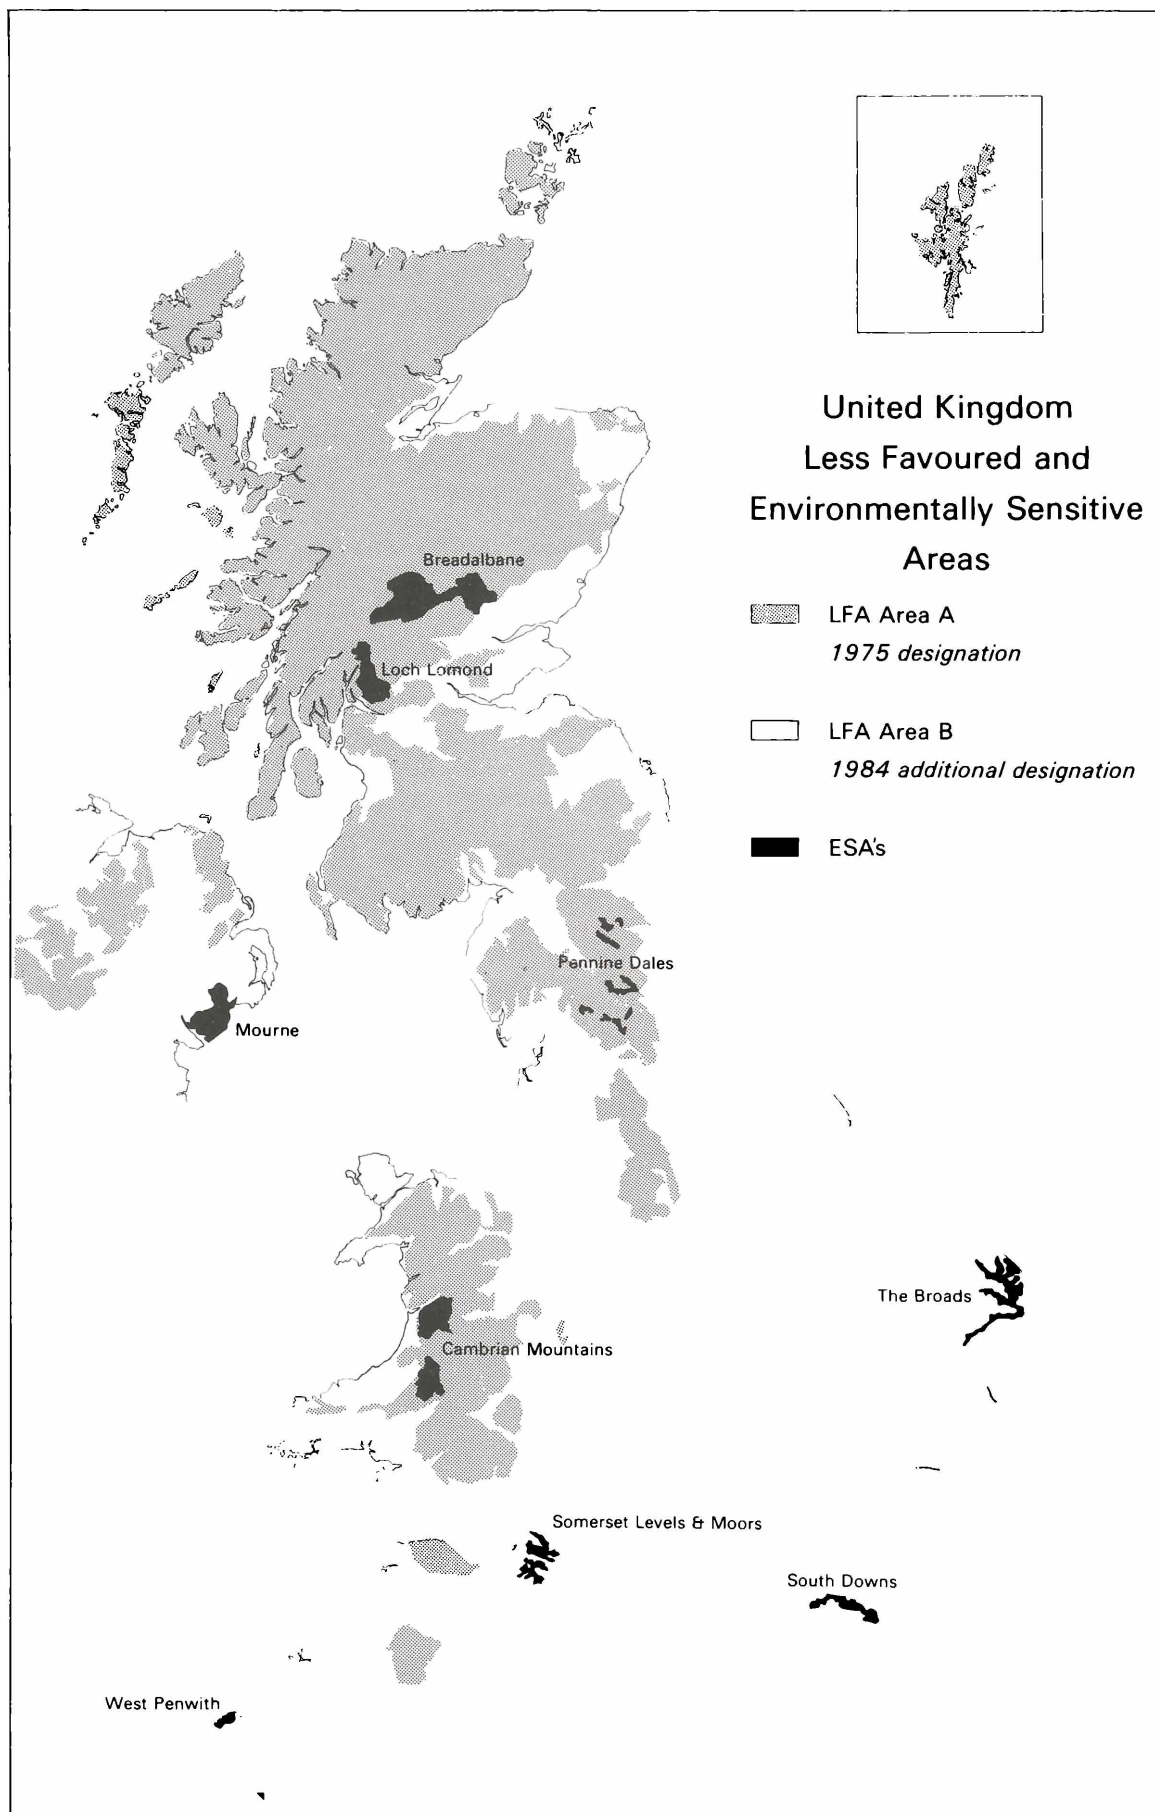 United Kingdom
Less Favoured and
Environmentally Sensitive
Areas
LFA Area A
1975 designation
LFA Area B
1984 additional designation
ESA's
Breadalbane
Loch Lomond
Pennine Dales
Mourne
The Broads
Cambrian Mountains
Somerset Levels & Moors
South Downs
West Penwith